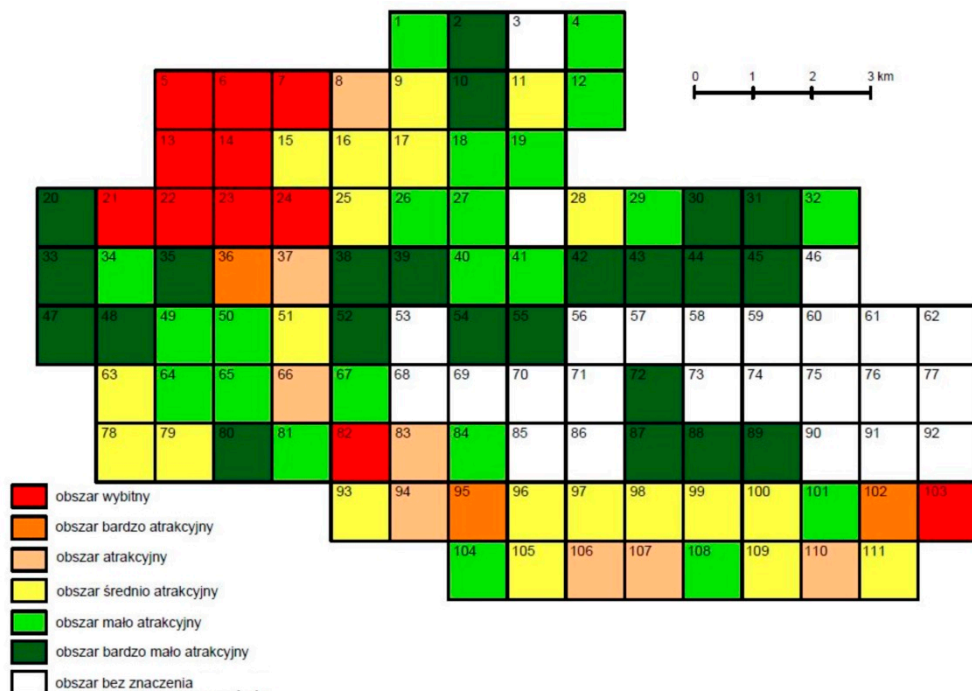 1 2 3 4
5 6 7 8 9 10 11 12
0 1 2 3 km
13 14 15 16 17 18 19
20 21 22 23 24 25 26 27 28 29 30 31 32
33 34 35 36 37 38 39 40 41 42 43 44 45 46
47 48 49 50 51 52 53 54 55 56 57 58 59 60 61 62
63 64 65 66 67 68 69 70 71 72 73 74 75 76 77
78 79 80 81 82 83 84 85 86 87 88 89 90 91 92
93 94 95 96 97 98 99 100 101 102 103
104 105 106 107 108 109 110 111
obszar wybitny
obszar bardzo atrakcyjny
obszar atrakcyjny
obszar średnio atrakcyjny
obszar mało atrakcyjny
obszar bardzo mało atrakcyjny
obszar bez znaczenia